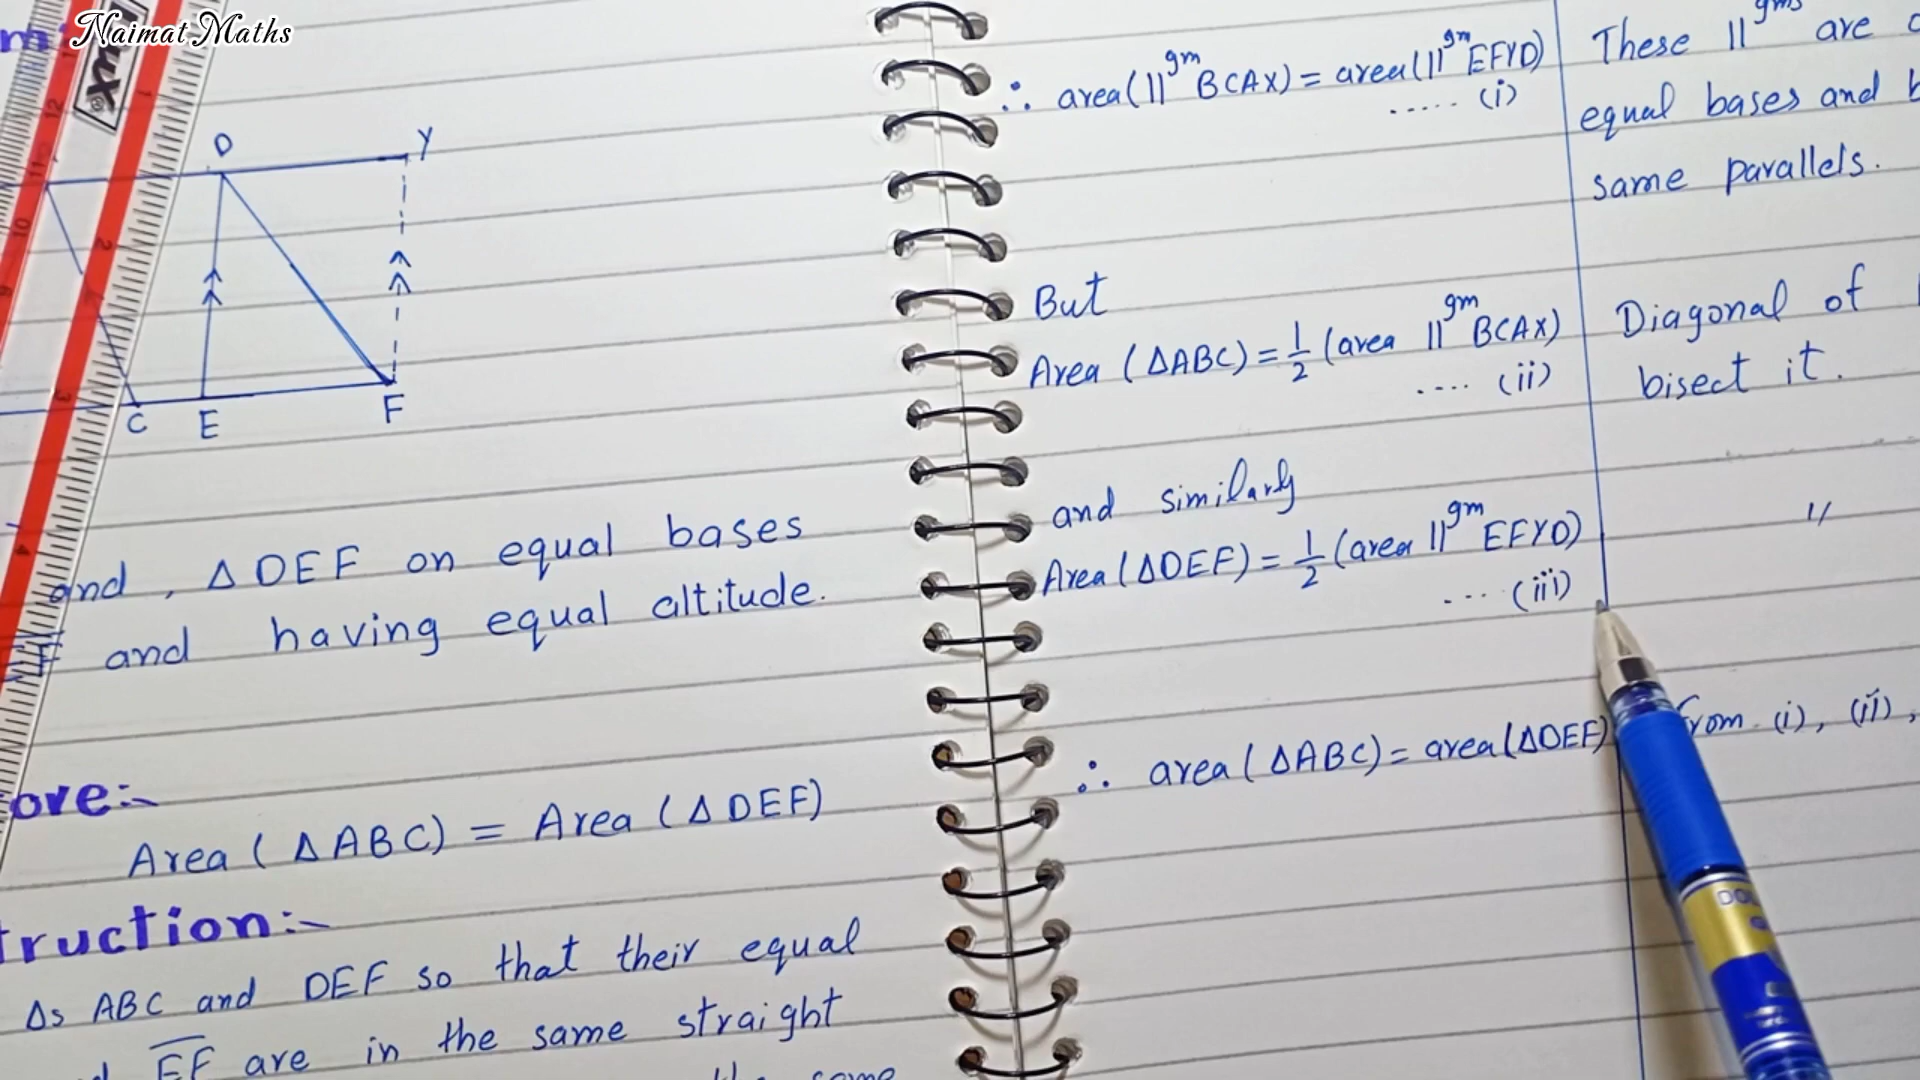 Naimat Maths
D
Y
C
E
F
and , Δ DEF on equal bases
and having equal altitude.
ore:-
Area ( Δ ABC) = Area ( Δ DEF)
truction:-
Δs ABC and DEF so that their equal
EF are in the same straight
∴ area(||gm BCAX) = area(||gm EFYD)
..... (i)
But
Area (ΔABC) = 1/2 (area ||gm BCAX)
.... (ii)
and similarly
Area (ΔDEF) = 1/2 (area ||gm EFYD)
... (iii)
∴ area ( ΔABC) = area (ΔDEF)
These ||gms are
equal bases and
same parallels.
Diagonal of
bisect it.
"
from (i), (ii),